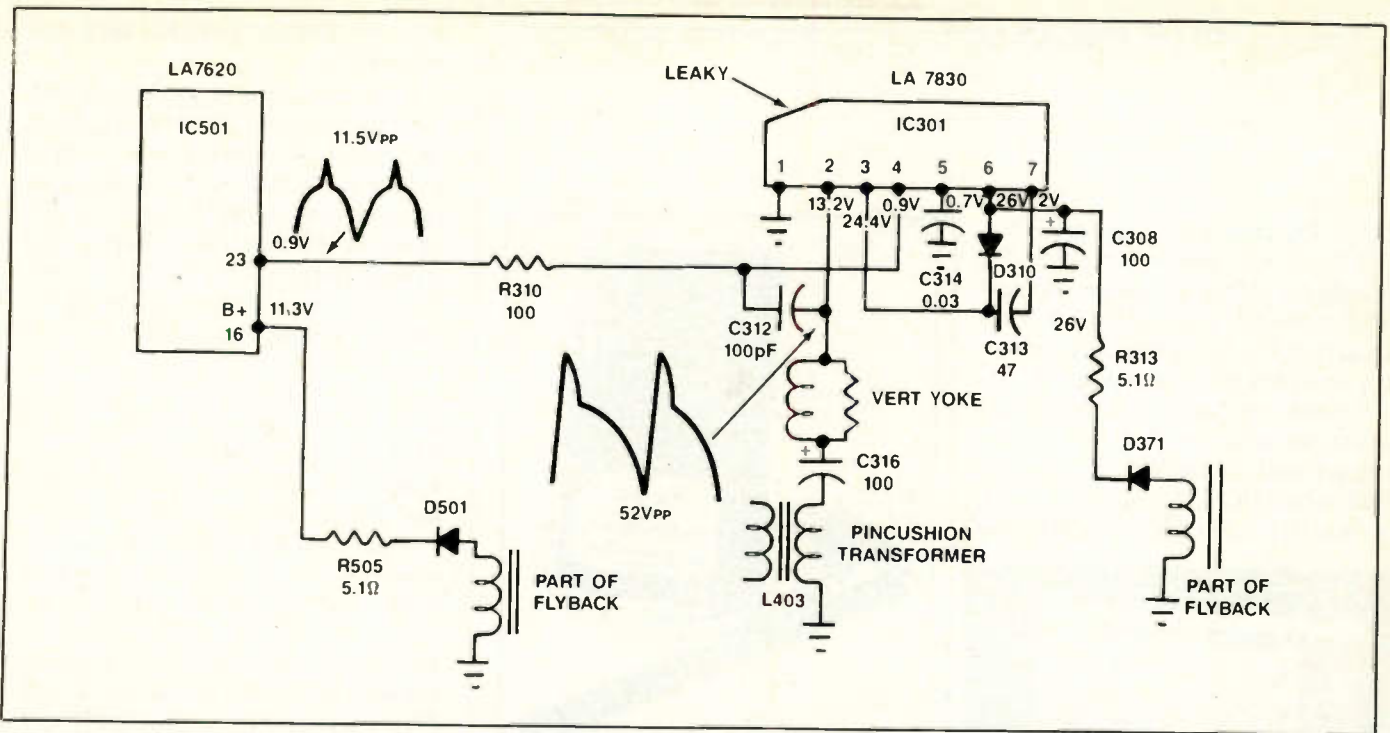 LA7620
IC501
11.5VPP
0.9V
23
B+
16
11.3V
R310
100
LEAKY
LA 7830
IC301
1 2 3 4 5 6 7
13.2V 0.9V 0.7V 26V 2V
24.4V
+
C308
100
C314
0.03
D310
C312
100pF
C313
47
26V
R313
5.1Ω
VERT YOKE
52VPP
+
C316
100
D371
D501
R505
5.1Ω
PART OF
FLYBACK
PINCUSHION
TRANSFORMER
L403
PART OF
FLYBACK